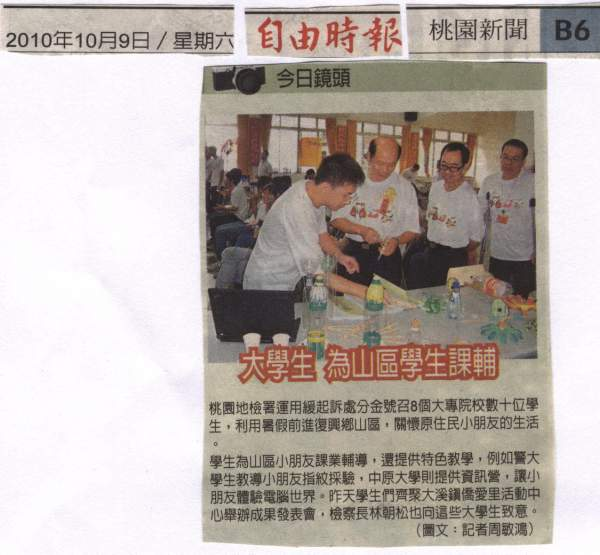 2010年10月9日/星期六
自由時報
桃園新聞
B6
今日鏡頭
大學生 為山區學生課輔
桃園地檢署運用緩起訴處分金號召8個大專院校數十位學
生，利用暑假前進復興鄉山區，關懷原住民小朋友的生活
。
學生為山區小朋友課業輔導，還提供特色教學，例如警大
學生教導小朋友指紋採驗，中原大學則提供資訊營，讓小
朋友體驗電腦世界。昨天學生們齊聚大溪鎮僑愛里活動中
心舉辦成果發表會，檢察長林朝松也向這些大學生致意。
（圖文：記者周敏鴻）